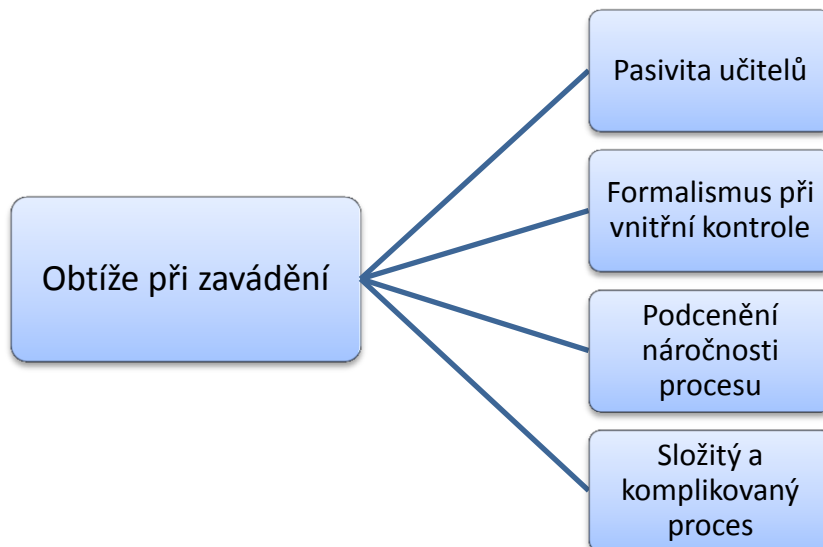 Obtíže při zavádění
Pasivita učitelů
Formalismus při
vnitřní kontrole
Podcenění
náročnosti
procesu
Složitý a
komplikovaný
proces